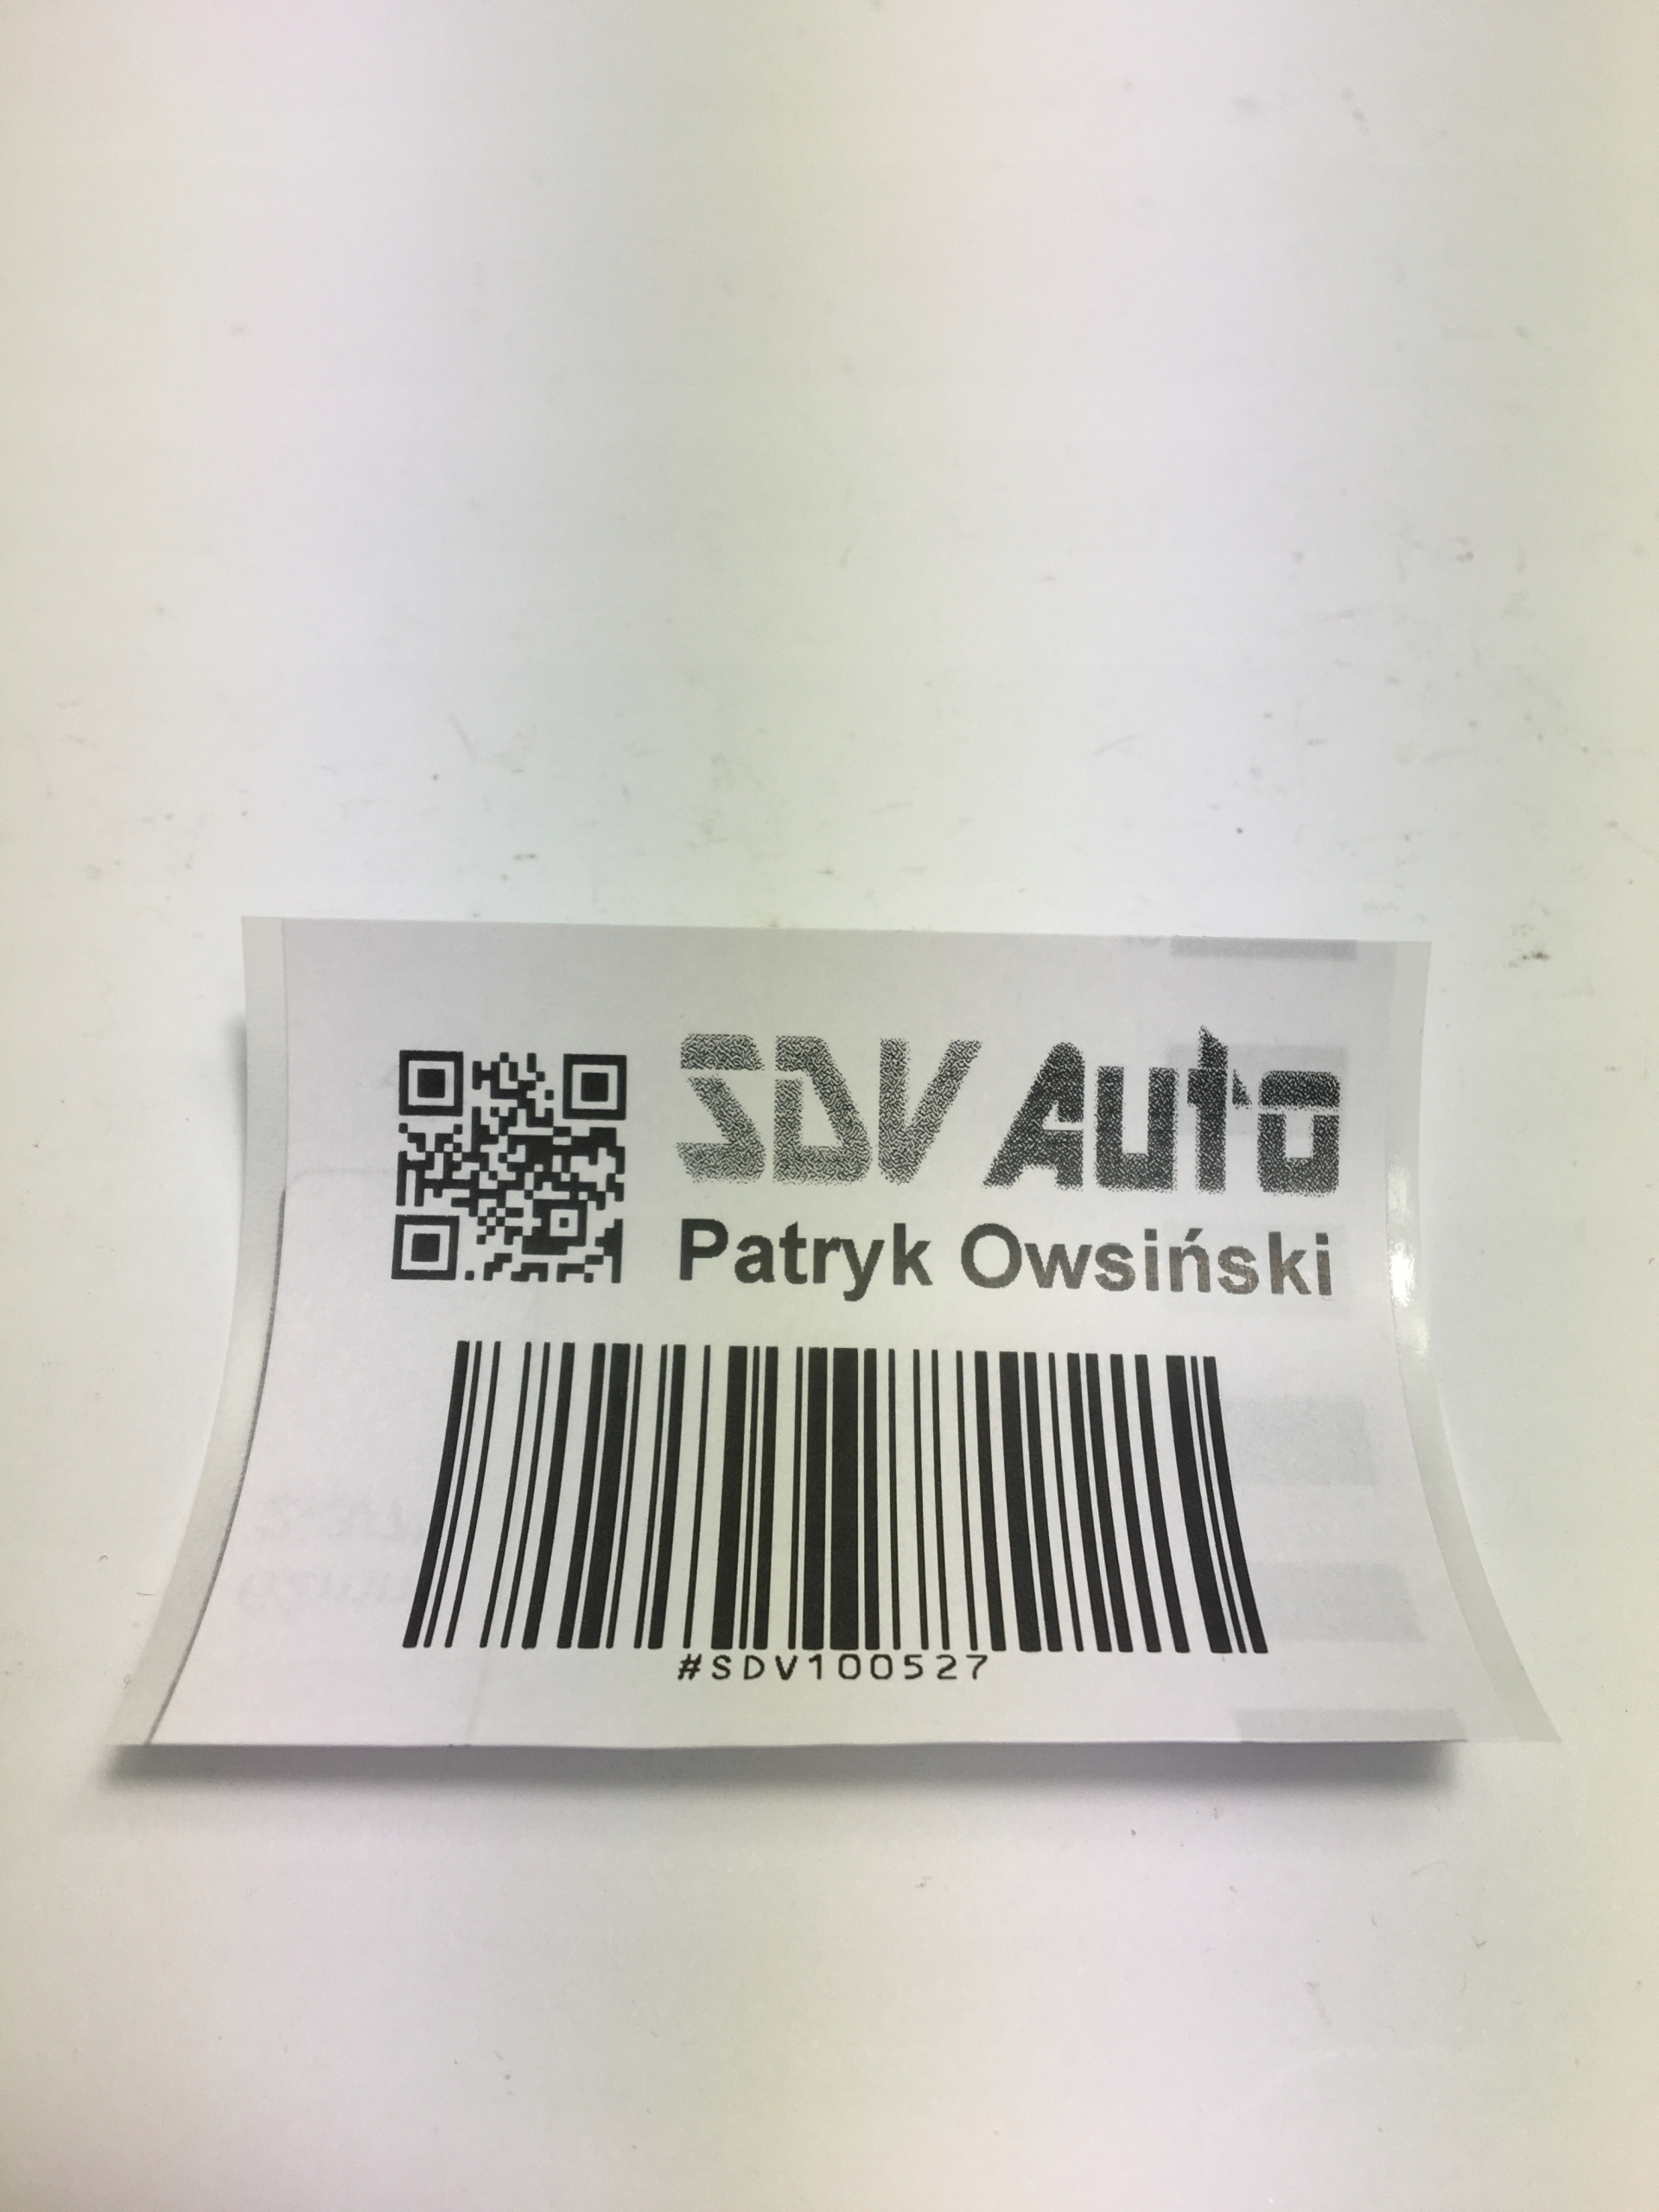 SDV Auto
Patryk Owsiński
#SDV100527